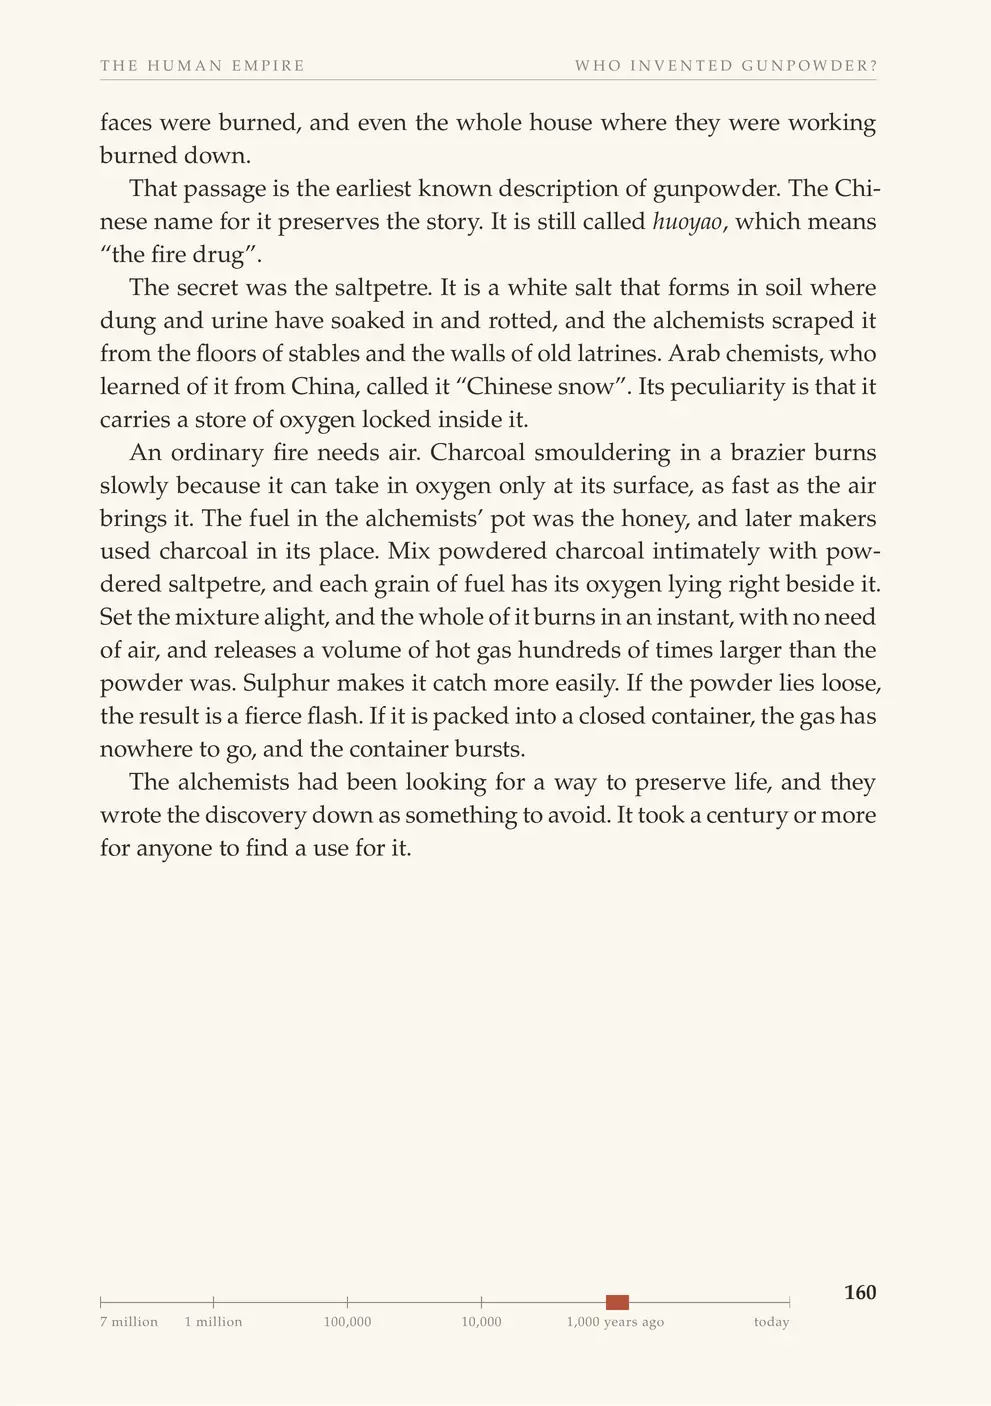 THE HUMAN EMPIRE
WHO INVENTED GUNPOWDER?
faces were burned, and even the whole house where they were working
burned down.
That passage is the earliest known description of gunpowder. The Chi-
nese name for it preserves the story. It is still called huoyao, which means
“the fire drug”.
The secret was the saltpetre. It is a white salt that forms in soil where
dung and urine have soaked in and rotted, and the alchemists scraped it
from the floors of stables and the walls of old latrines. Arab chemists, who
learned of it from China, called it “Chinese snow”. Its peculiarity is that it
carries a store of oxygen locked inside it.
An ordinary fire needs air. Charcoal smouldering in a brazier burns
slowly because it can take in oxygen only at its surface, as fast as the air
brings it. The fuel in the alchemists’ pot was the honey, and later makers
used charcoal in its place. Mix powdered charcoal intimately with pow-
dered saltpetre, and each grain of fuel has its oxygen lying right beside it.
Set the mixture alight, and the whole of it burns in an instant, with no need
of air, and releases a volume of hot gas hundreds of times larger than the
powder was. Sulphur makes it catch more easily. If the powder lies loose,
the result is a fierce flash. If it is packed into a closed container, the gas has
nowhere to go, and the container bursts.
The alchemists had been looking for a way to preserve life, and they
wrote the discovery down as something to avoid. It took a century or more
for anyone to find a use for it.
160
7 million
1 million
100,000
10,000
1,000 years ago
today